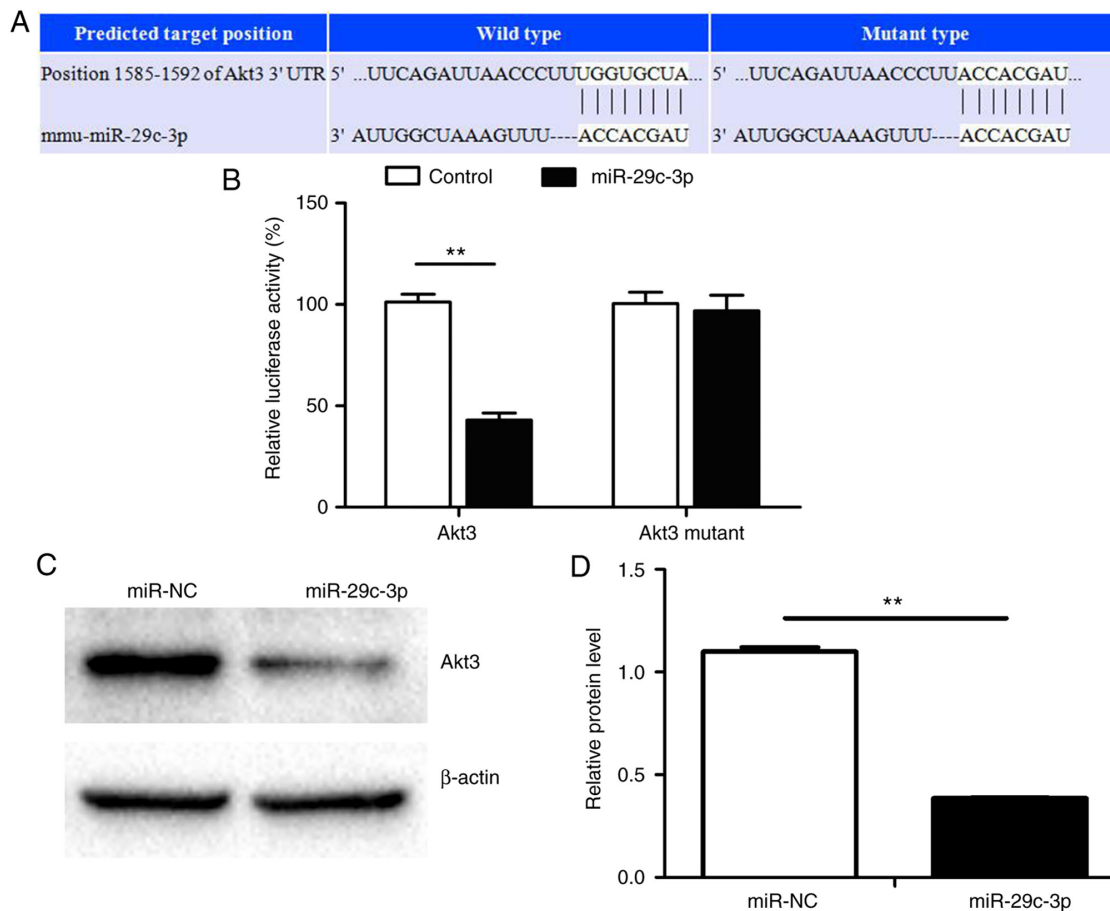 A
Predicted target position Wild type Mutant type
Position 1585-1592 of Akt3 3' UTR 5' ...UUCAGAUUAACCCUUUGGUGCUA... 5' ...UUCAGAUUAACCCUUACCACGAU...
mmu-miR-29c-3p 3' AUUGGCUAAAGUUU----ACCACGAU 3' AUUGGCUAAAGUUU----ACCACGAU
B
Control miR-29c-3p
Relative luciferase activity (%)
150
100
50
0
**
Akt3 Akt3 mutant
C
miR-NC miR-29c-3p
Akt3
β-actin
D
Relative protein level
1.5
1.0
0.5
0.0
**
miR-NC miR-29c-3p